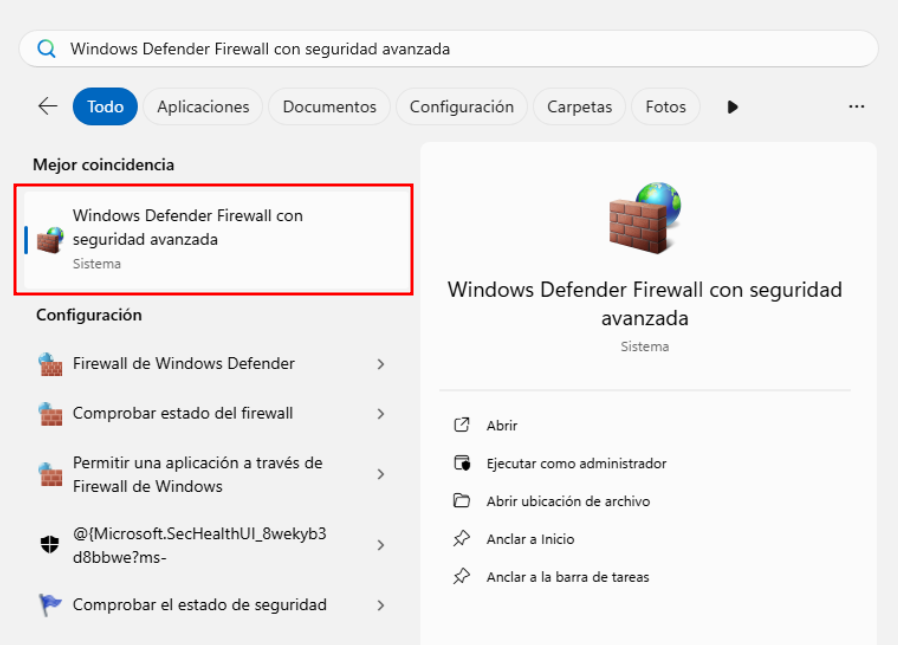 Windows Defender Firewall con seguridad avanzada
Todo
Aplicaciones
Documentos
Configuración
Carpetas
Fotos
Mejor coincidencia
Windows Defender Firewall con
seguridad avanzada
Sistema
Configuración
Firewall de Windows Defender
Comprobar estado del firewall
Permitir una aplicación a través de
Firewall de Windows
@{Microsoft.SecHealthUI_8wekyb3
d8bbwe?ms-
Comprobar el estado de seguridad
Windows Defender Firewall con seguridad
avanzada
Sistema
Abrir
Ejecutar como administrador
Abrir ubicación de archivo
Anclar a Inicio
Anclar a la barra de tareas